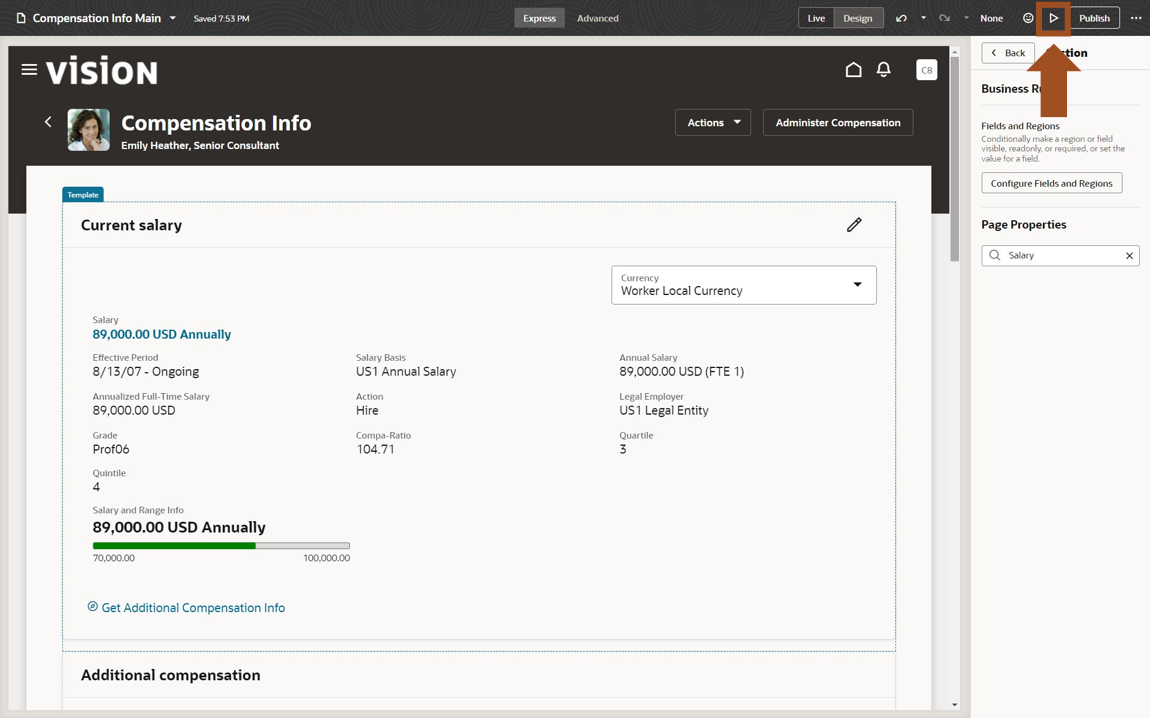 Compensation Info Main
Saved 7:53 PM
Express
Advanced
Live
Design
None
Publish
vision
C8
Compensation Info
Emily Heather, Senior Consultant
Actions
Administer Compensation
Template
Current salary
Currency
Worker Local Currency
Salary
89,000.00 USD Annually
Effective Period
8/13/07 - Ongoing
Salary Basis
US1 Annual Salary
Annual Salary
89,000.00 USD (FTE 1)
Annualized Full-Time Salary
89,000.00 USD
Action
Hire
Legal Employer
US1 Legal Entity
Grade
Prof06
Compa-Ratio
104.71
Quartile
3
Quintile
4
Salary and Range Info
89,000.00 USD Annually
70,000.00
100,000.00
Get Additional Compensation Info
Additional compensation
Back
Business
Fields and Regions
Conditionally make a region or field
visible, readonly, or required, or set the
value for a field.
Configure Fields and Regions
Page Properties
Salary